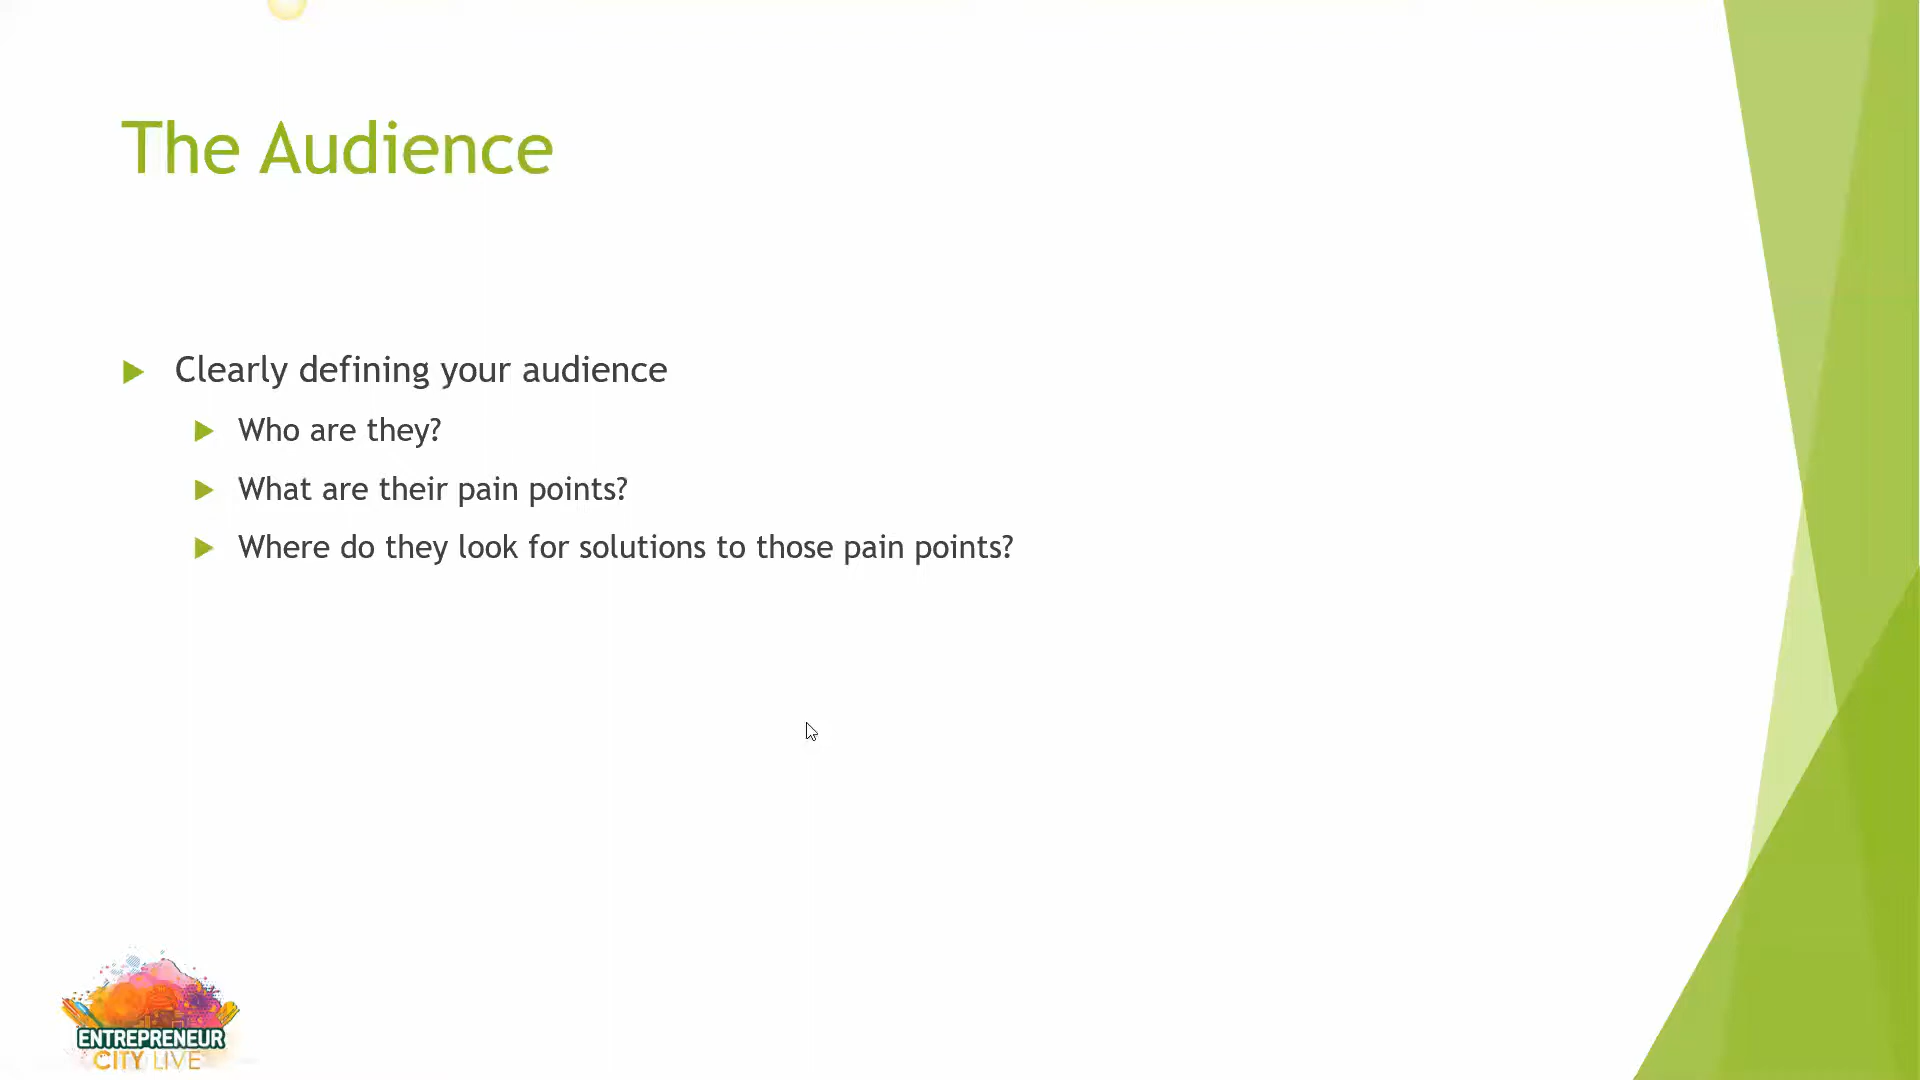 The Audience
Clearly defining your audience
Who are they?
What are their pain points?
Where do they look for solutions to those pain points?
ENTREPRENEUR
CITY LIVE